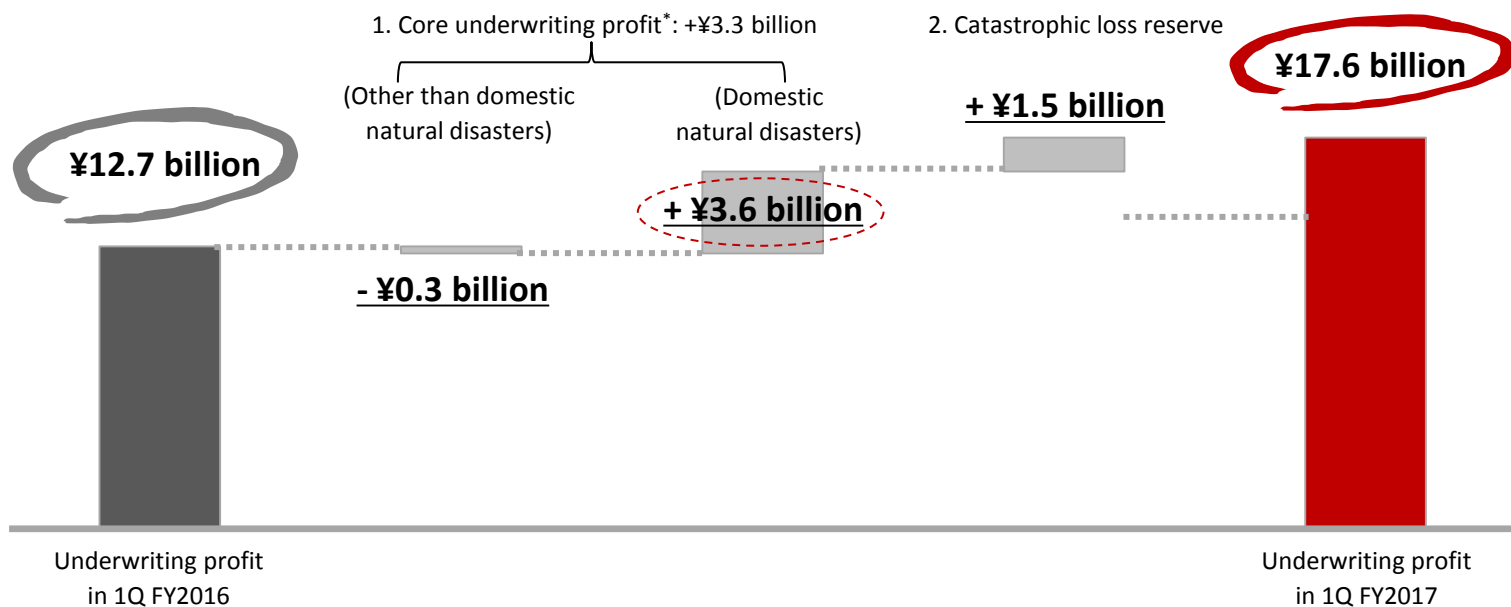 1. Core underwriting profit*: +¥3.3 billion
2. Catastrophic loss reserve
¥17.6 billion
(Other than domestic
natural disasters)
(Domestic
natural disasters)
+ ¥1.5 billion
¥12.7 billion
+ ¥3.6 billion
- ¥0.3 billion
Underwriting profit
in 1Q FY2016
Underwriting profit
in 1Q FY2017